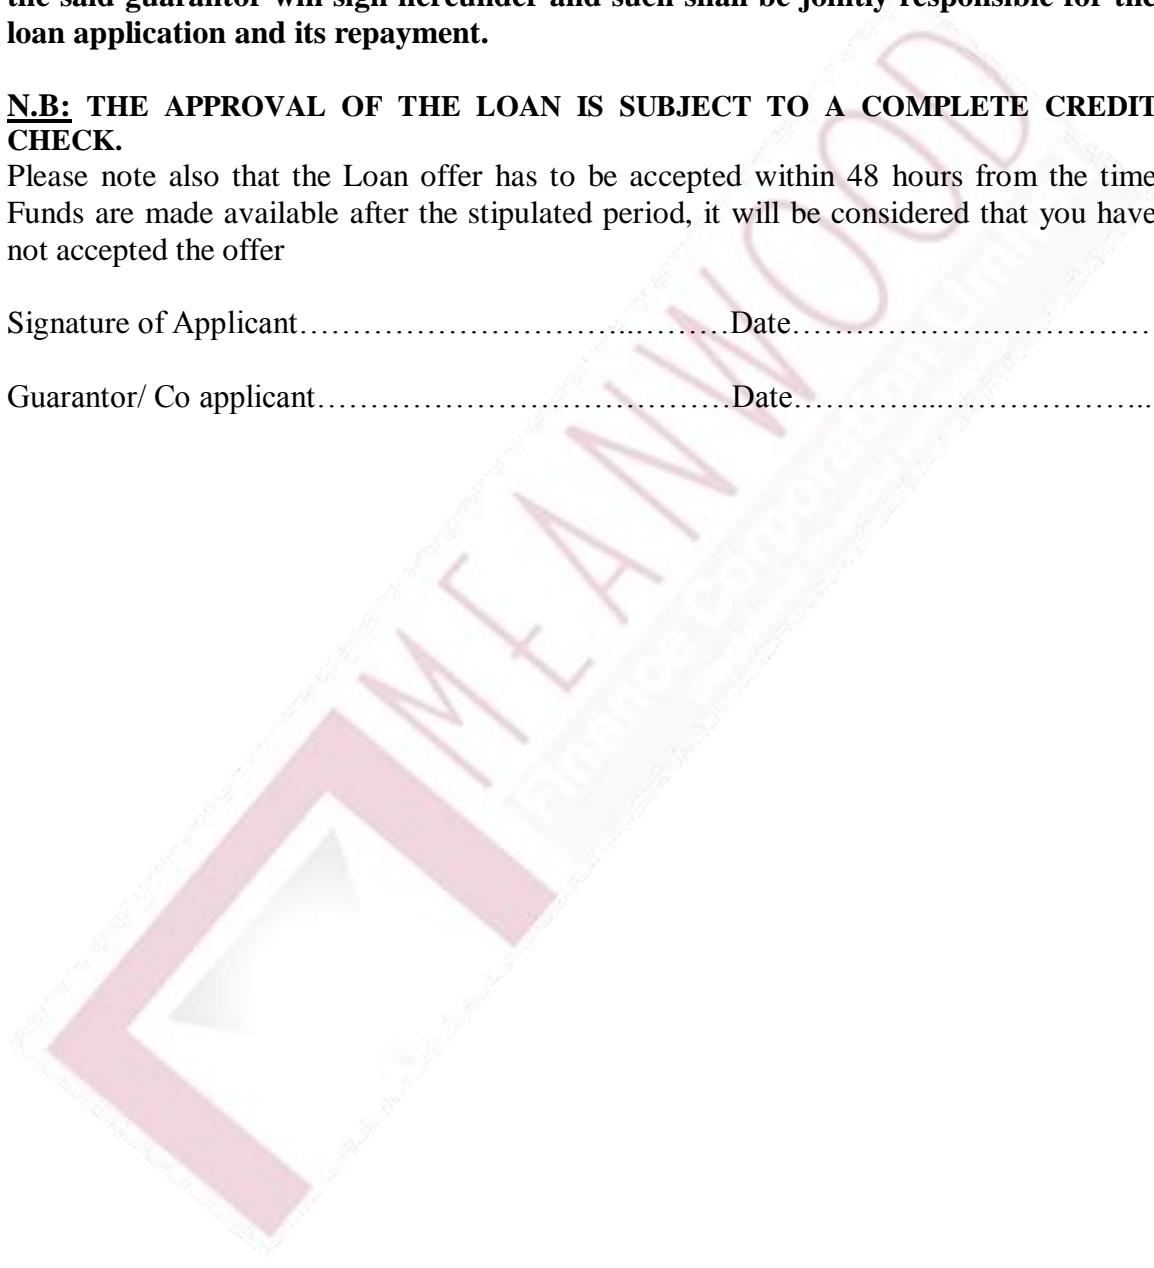 the said guarantor will sign hereunder and such shall be jointly responsible for the
loan application and its repayment.
N.B: THE APPROVAL OF THE LOAN IS SUBJECT TO A COMPLETE CREDIT
CHECK.
Please note also that the Loan offer has to be accepted within 48 hours from the time
Funds are made available after the stipulated period, it will be considered that you have
not accepted the offer
Signature of Applicant…………………………...………Date……………….……………
Guarantor/ Co applicant…………………………………Date…………...………………..
MEANWOOD
Finance Corporation Limited